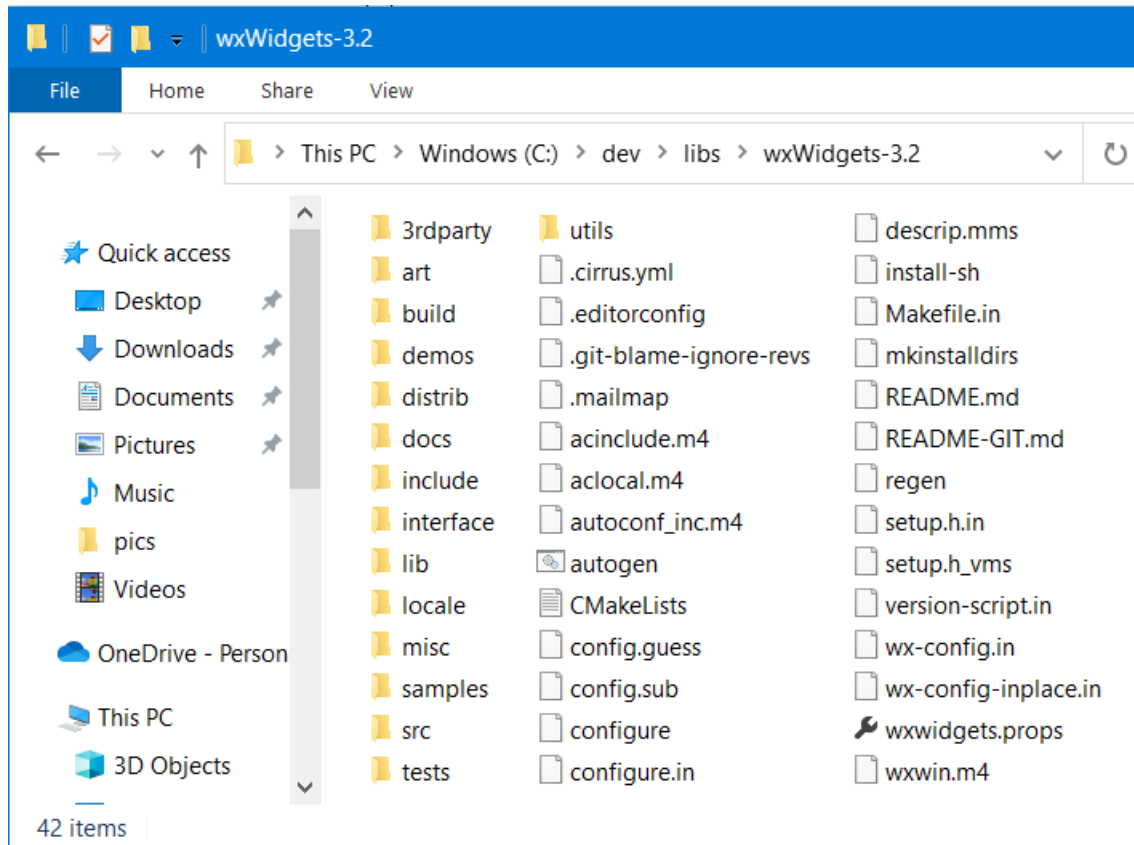 wxWidgets-3.2
File Home Share View
This PC > Windows (C:) > dev > libs > wxWidgets-3.2
Quick access
Desktop
Downloads
Documents
Pictures
Music
pics
Videos
OneDrive - Person
This PC
3D Objects
3rdparty
art
build
demos
distrib
docs
include
interface
lib
locale
misc
samples
src
tests
utils
.cirrus.yml
.editorconfig
.git-blame-ignore-revs
.mailmap
acinclude.m4
aclocal.m4
autoconf_inc.m4
autogen
CMakeLists
config.guess
config.sub
configure
configure.in
descrip.mms
install-sh
Makefile.in
mkinstalldirs
README.md
README-GIT.md
regen
setup.h.in
setup.h_vms
version-script.in
wx-config.in
wx-config-inplace.in
wxwidgets.props
wxwin.m4
42 items